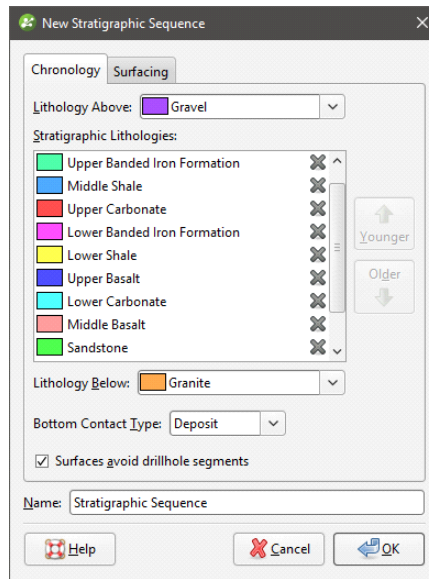 New Stratigraphic Sequence
Chronology Surfacing
Lithology Above: Gravel
Stratigraphic Lithologies:
Upper Banded Iron Formation
Middle Shale
Upper Carbonate
Lower Banded Iron Formation
Lower Shale
Upper Basalt
Lower Carbonate
Middle Basalt
Sandstone
Younger
Older
Lithology Below: Granite
Bottom Contact Type: Deposit
Surfaces avoid drillhole segments
Name: Stratigraphic Sequence
Help Cancel OK